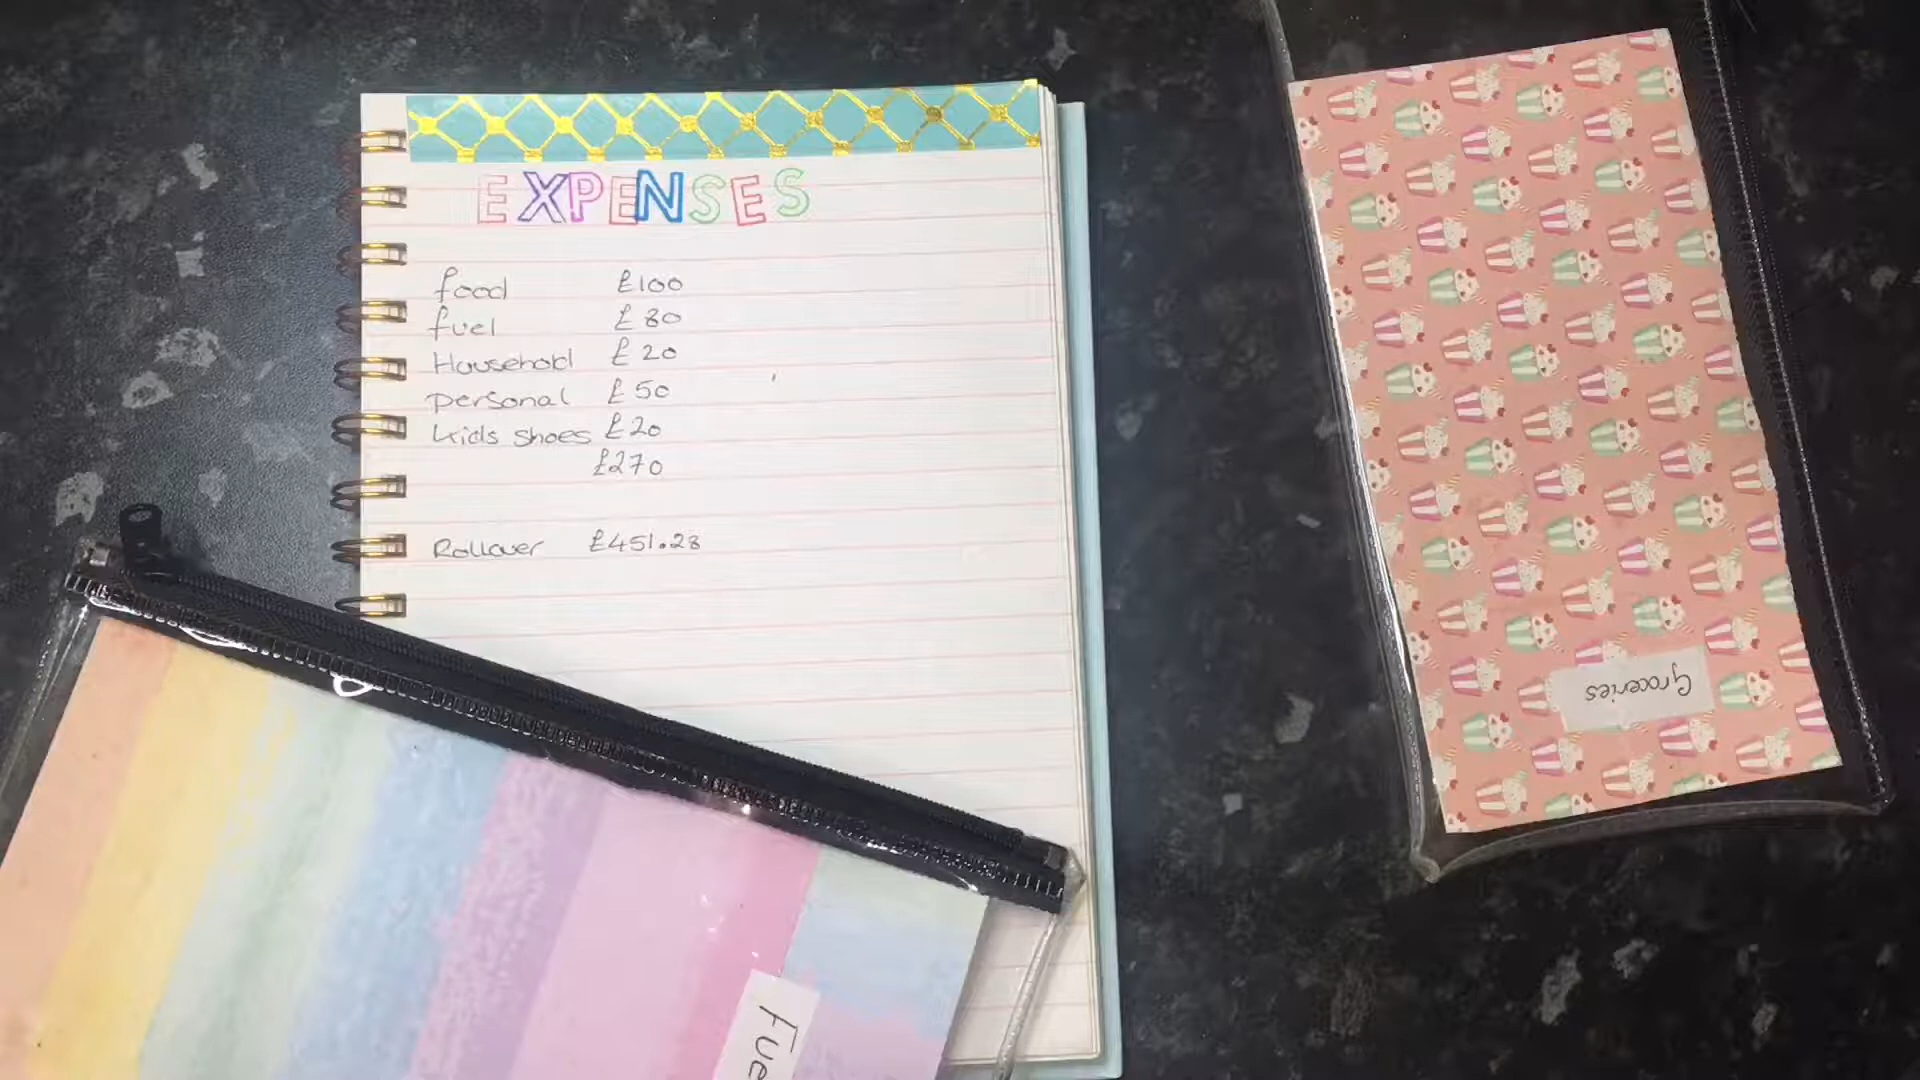 EXPENSES
food £100
fuel £80
Household £20
personal £50
kids shoes £20
£270
Rollover £451.28
Groceries
Fue